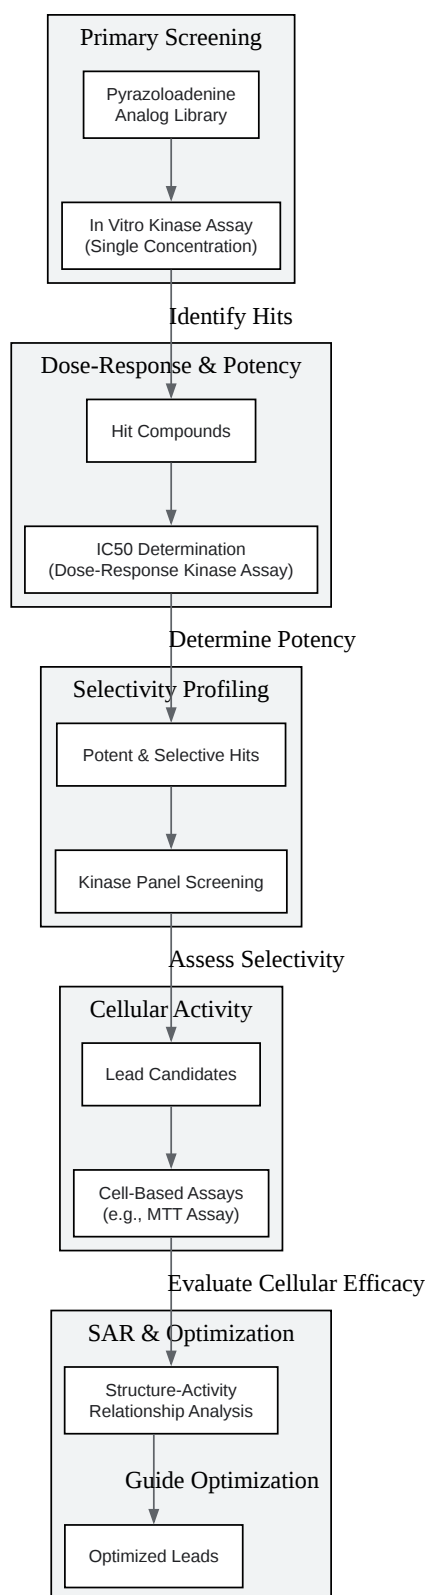 Primary Screening
Pyrazoloadenine
Analog Library
In Vitro Kinase Assay
(Single Concentration)
Identify Hits
Dose-Response & Potency
Hit Compounds
IC50 Determination
(Dose-Response Kinase Assay)
Determine Potency
Selectivity Profiling
Potent & Selective Hits
Kinase Panel Screening
Assess Selectivity
Cellular Activity
Lead Candidates
Cell-Based Assays
(e.g., MTT Assay)
Evaluate Cellular Efficacy
SAR & Optimization
Structure-Activity
Relationship Analysis
Guide Optimization
Optimized Leads